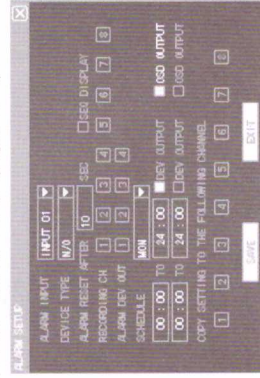 ALARM SETUP
ALARM INPUT INPUT 01
DEVICE TYPE N/O
ALARM RESET AFTER 10 SEC SEQ DISPLAY
RECORDING CH 1 2 3 4 5 6 7 8
ALARM DEV OUT 1 2 3 4
SCHEDULE MON
00 : 00 TO 24 : 00 DEV OUTPUT OSD OUTPUT
00 : 00 TO 24 : 00 DEV OUTPUT OSD OUTPUT
COPY SETTING TO THE FOLLOWING CHANNEL
1 2 3 4 5 6 7 8
SAVE EXIT